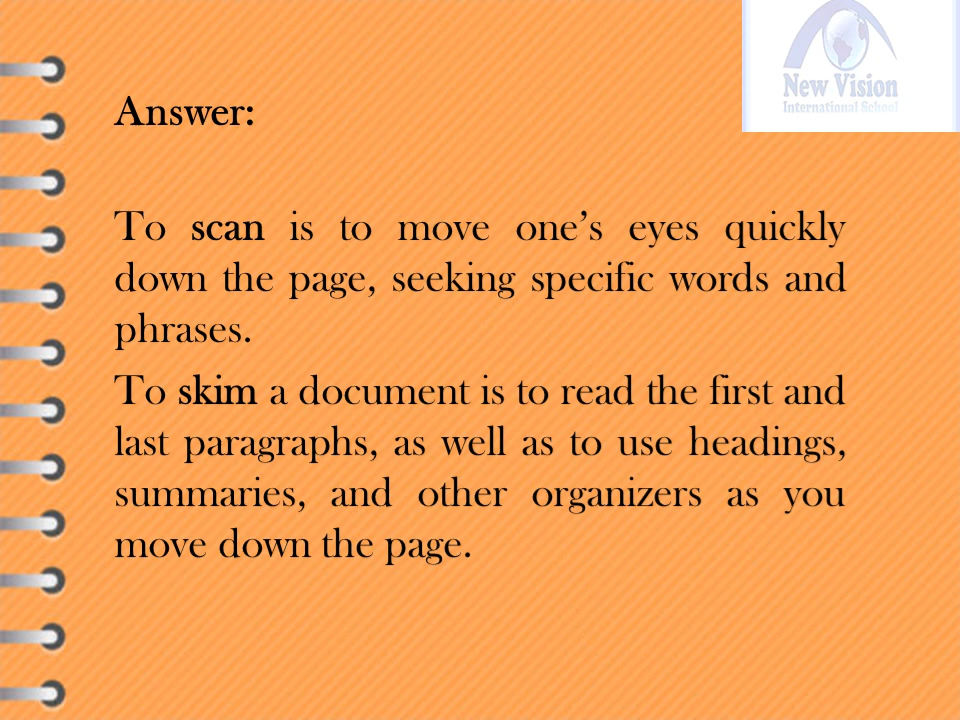 New Vision
International School
Answer:
To scan is to move one’s eyes quickly
down the page, seeking specific words and
phrases.
To skim a document is to read the first and
last paragraphs, as well as to use headings,
summaries, and other organizers as you
move down the page.